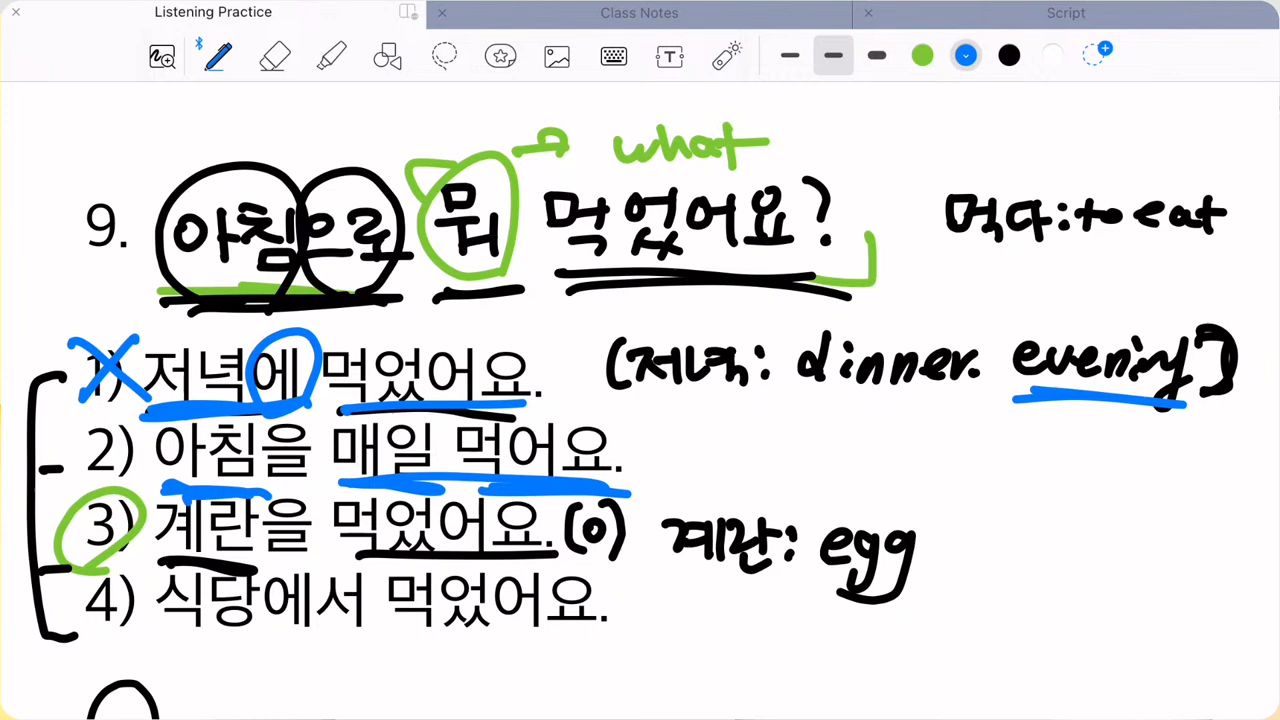 Listening Practice
Class Notes
Script
what
9. 아침으로 뭐 먹었어요? 먹다: to eat
1) 저녁에 먹었어요. (저녁: dinner. evening)
2) 아침을 매일 먹어요.
3) 계란을 먹었어요. (o) 계란: egg
4) 식당에서 먹었어요.